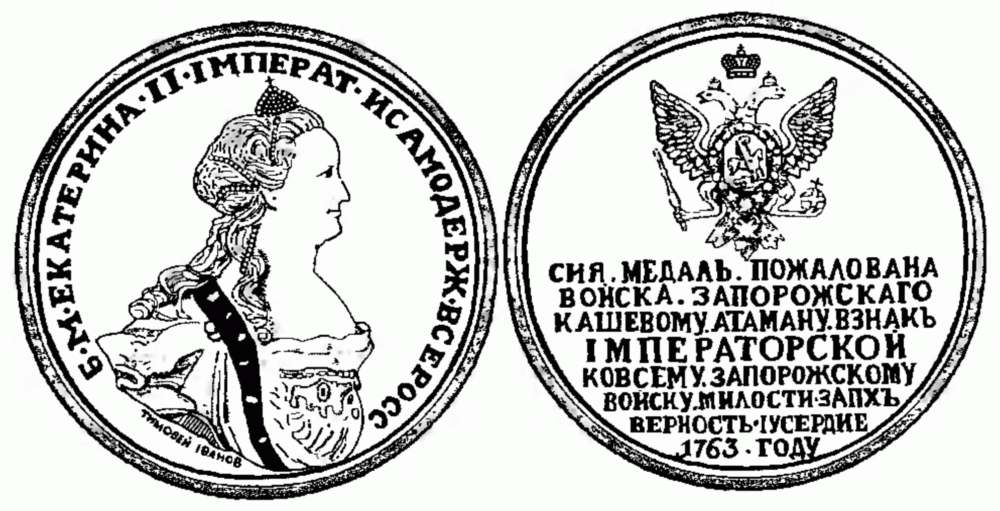 Б·М·ЕКАТЕРИНА·II·IМПЕРАТ·ИСАМОДЕРЖ·ВСЕРОСС
ТИМОѲЕЙ IВАНОВ
СИЯ. МЕДАЛЬ. ПОЖАЛОВАНА
ВОЙСКА. ЗАПОРОЖСКАГО
КАШЕВОМУ. АТАМАНУ. ВЗНАКЪ
IМПЕРАТОРСКОЙ
КОВСЕМУ. ЗАПОРОЖСКОМУ
ВОЙСКУ. МИЛОСТИ·ЗАПХЪ
ВЕРНОСТЬ·IУСЕРДИЕ
.1763. ГОДУ